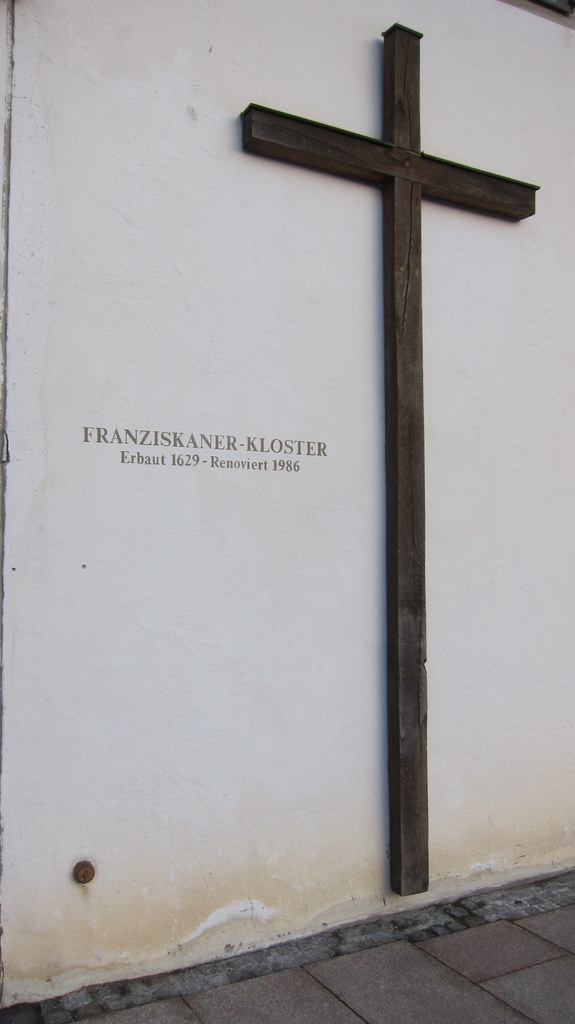 FRANZISKANER-KLOSTER
Erbaut 1629 - Renoviert 1986